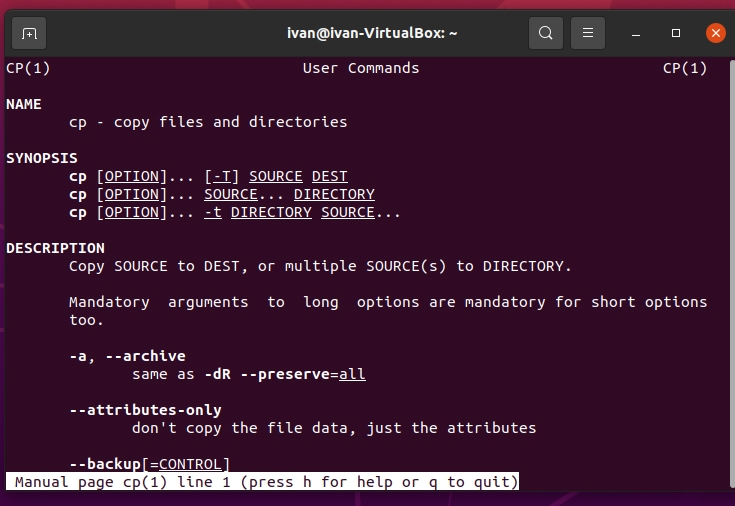 ivan@ivan-VirtualBox: ~
CP(1) User Commands CP(1)
NAME
cp - copy files and directories
SYNOPSIS
cp [OPTION]... [-T] SOURCE DEST
cp [OPTION]... SOURCE... DIRECTORY
cp [OPTION]... -t DIRECTORY SOURCE...
DESCRIPTION
Copy SOURCE to DEST, or multiple SOURCE(s) to DIRECTORY.
Mandatory arguments to long options are mandatory for short options
too.
-a, --archive
same as -dR --preserve=all
--attributes-only
don't copy the file data, just the attributes
--backup[=CONTROL]
Manual page cp(1) line 1 (press h for help or q to quit)